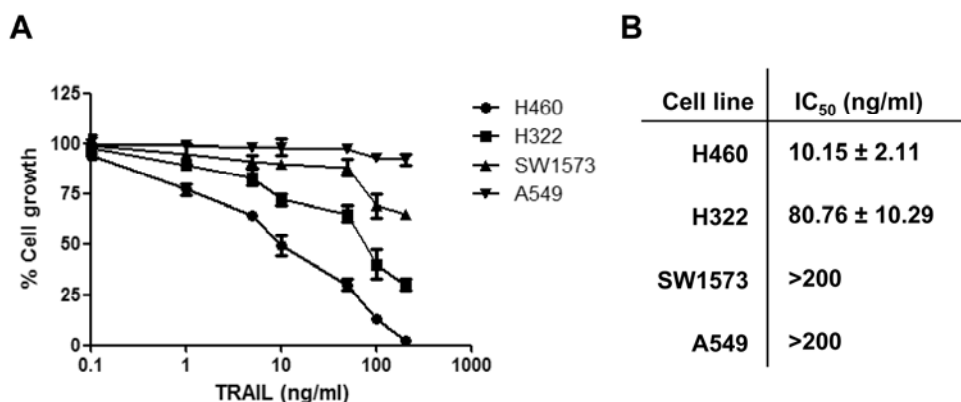 A
125
100
75
50
25
0
% Cell growth
0.1 1 10 100 1000
TRAIL (ng/ml)
H460
H322
SW1573
A549
B
Cell line IC50 (ng/ml)
H460 10.15 ± 2.11
H322 80.76 ± 10.29
SW1573 >200
A549 >200